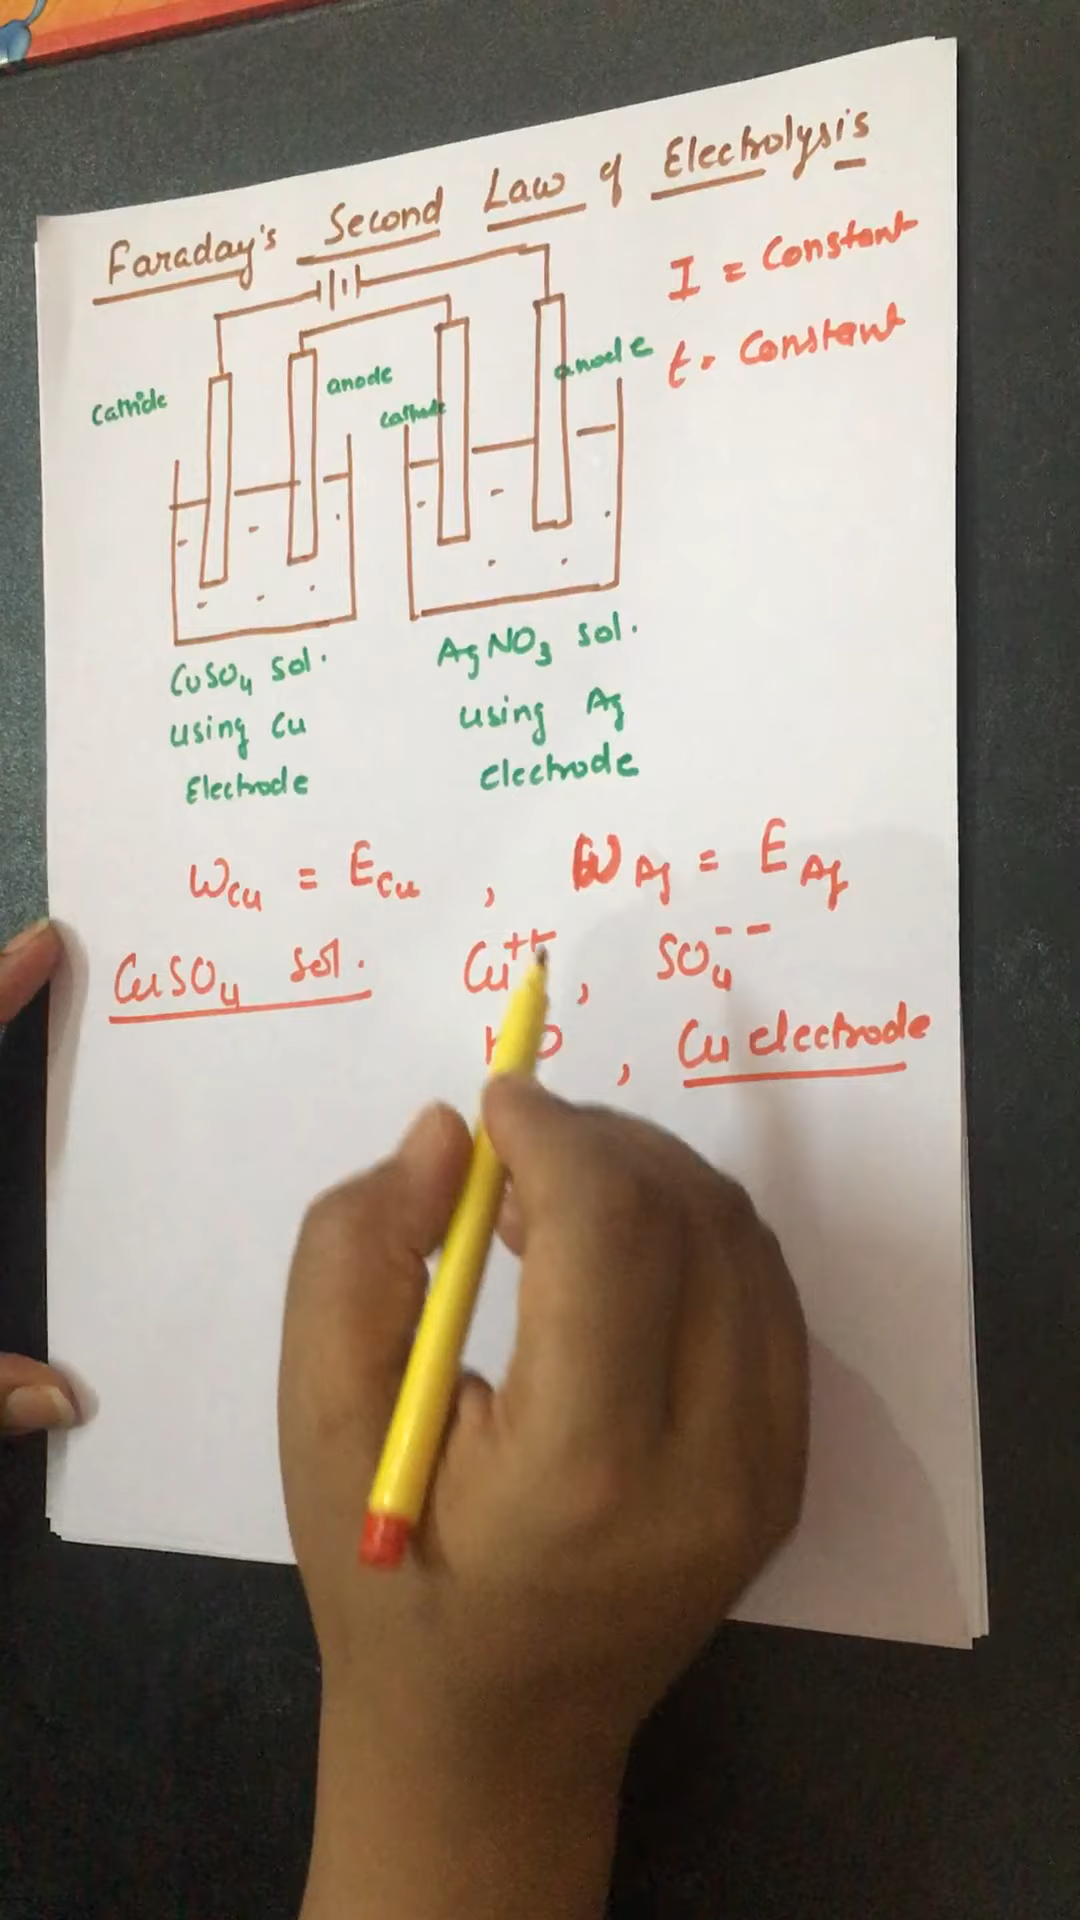 Faraday's Second Law of Electrolysis
I = Constant
t = Constant
Cathode
anode
cathode
anode
CuSO4 sol.
using Cu
Electrode
AgNO3 sol.
using Ag
electrode
WCu = ECu , WAg = EAg
CuSO4 sol. Cu++ , SO4--
, Cu electrode